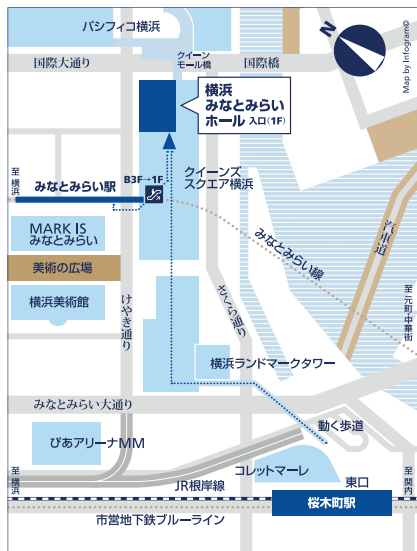 パシフィコ横浜
クイーン
モール橋
国際大通り
国際橋
N
Map by Infogram©
横浜
みなとみらい
ホール 入口（1F）
至 横浜
みなとみらい駅
B3F→1F
クイーンズ
スクエア横浜
MARK IS
みなとみらい
美術の広場
横浜美術館
けやき通り
さくら通り
みなとみらい線
汽車道
至 元町・中華街
横浜ランドマークタワー
みなとみらい大通り
動く歩道
ぴあアリーナMM
コレットマーレ
東口
至 横浜
JR根岸線
桜木町駅
至 関内
市営地下鉄ブルーライン